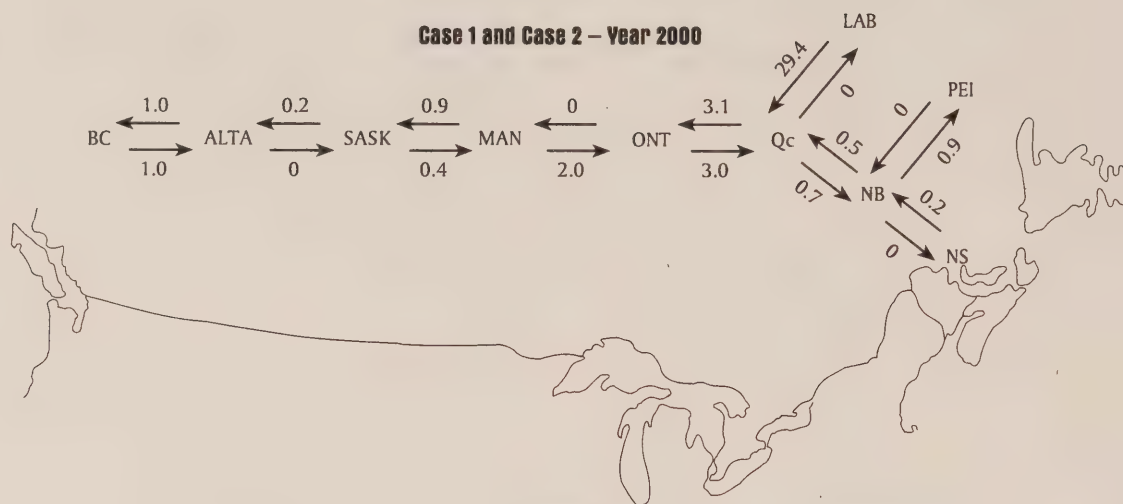 Case 1 and Case 2 – Year 2000
LAB
29.4
0
PEI
0
0.9
1.0
0.2
0.9
0
3.1
BC
ALTA
SASK
MAN
ONT
Qc
1.0
0
0.4
2.0
3.0
0.5
0.7
NB
0.2
0
NS